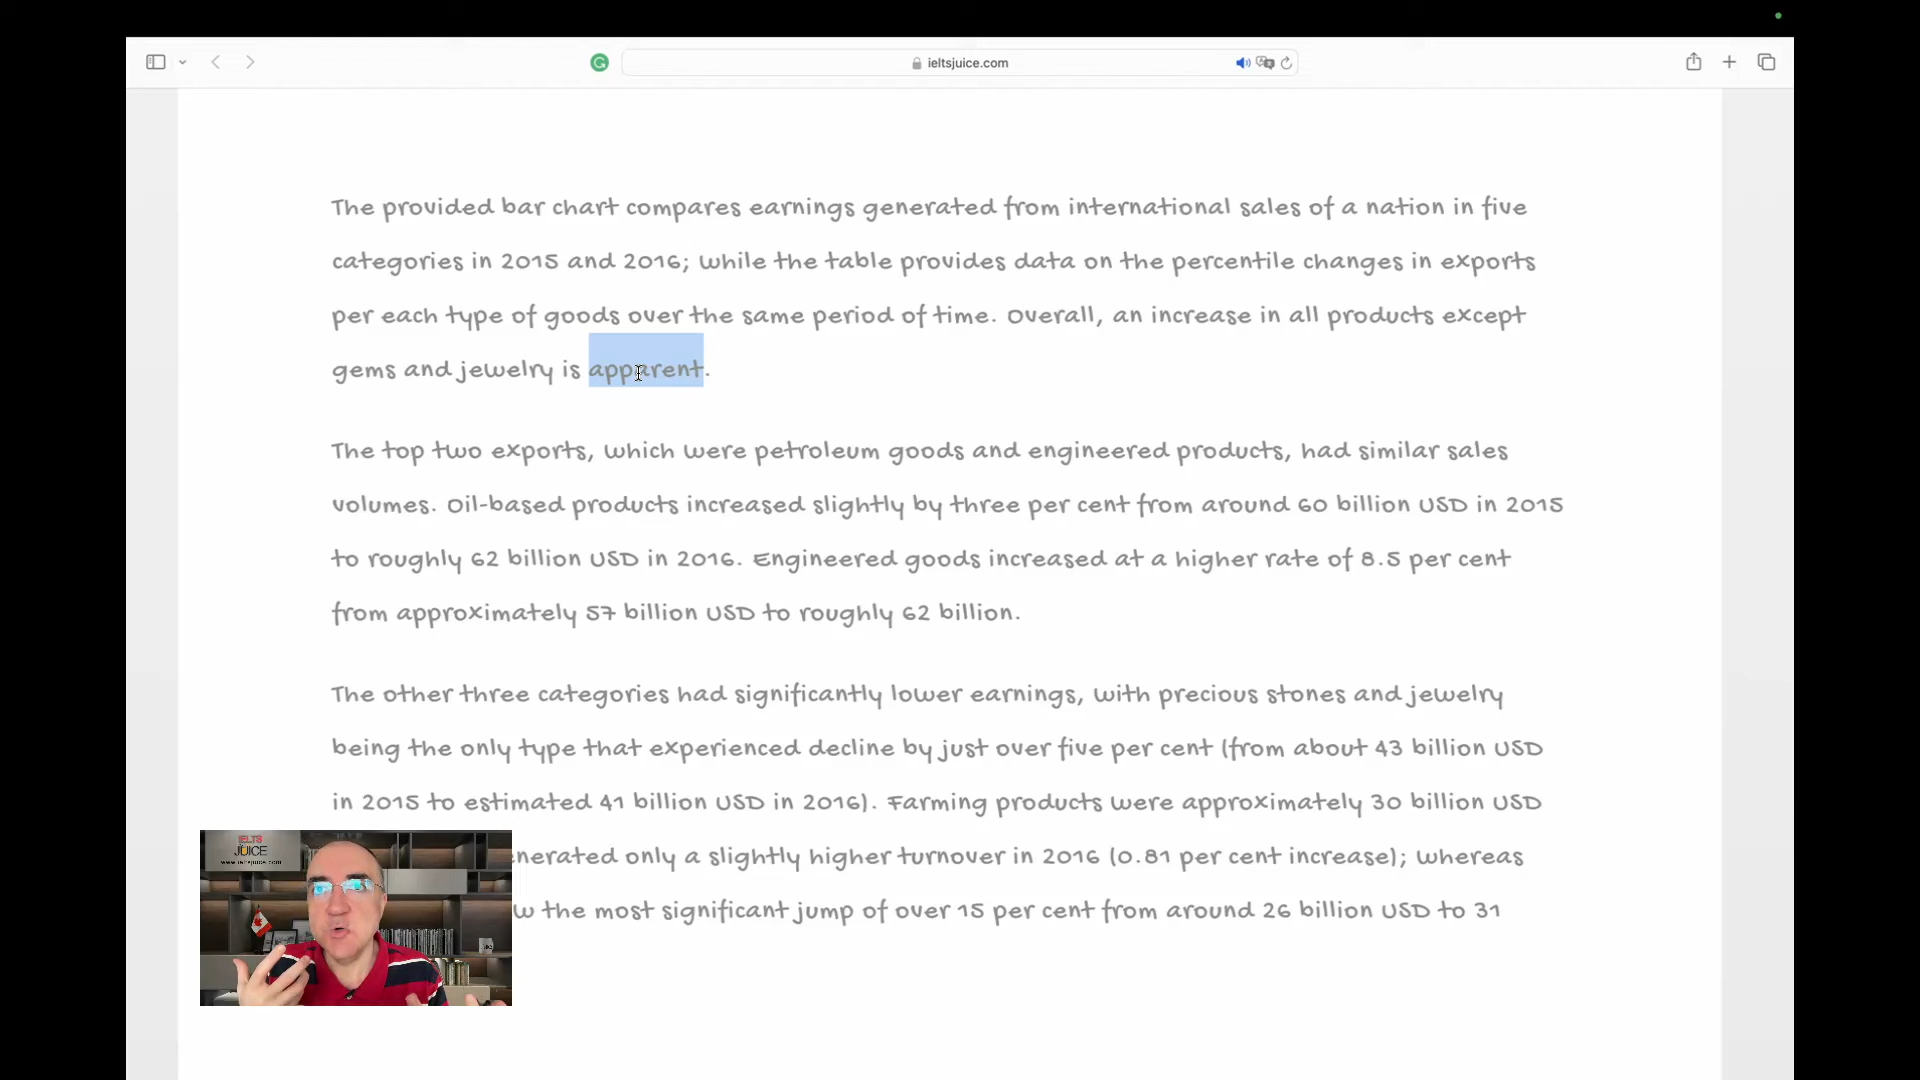 ieltsjuice.com
The provided bar chart compares earnings generated from international sales of a nation in five
categories in 2015 and 2016; while the table provides data on the percentile changes in exports
per each type of goods over the same period of time. Overall, an increase in all products except
gems and jewelry is apparent.
The top two exports, which were petroleum goods and engineered products, had similar sales
volumes. Oil-based products increased slightly by three per cent from around 60 billion USD in 2015
to roughly 62 billion USD in 2016. Engineered goods increased at a higher rate of 8.5 per cent
from approximately 57 billion USD to roughly 62 billion.
The other three categories had significantly lower earnings, with precious stones and jewelry
being the only type that experienced decline by just over five per cent (from about 43 billion USD
in 2015 to estimated 41 billion USD in 2016). Farming products were approximately 30 billion USD
nerated only a slightly higher turnover in 2016 (0.81 per cent increase); whereas
w the most significant jump of over 15 per cent from around 26 billion USD to 31
IELTS
JUICE
www.ieltsjuice.com